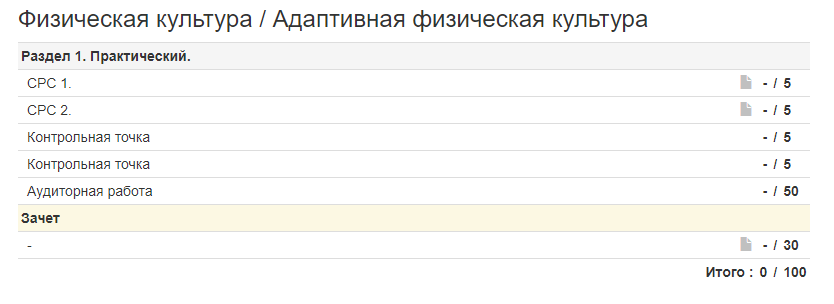 Физическая культура / Адаптивная физическая культура
Раздел 1. Практический.
СРС 1. - / 5
СРС 2. - / 5
Контрольная точка - / 5
Контрольная точка - / 5
Аудиторная работа - / 50
Зачет
- - / 30
Итого : 0 / 100